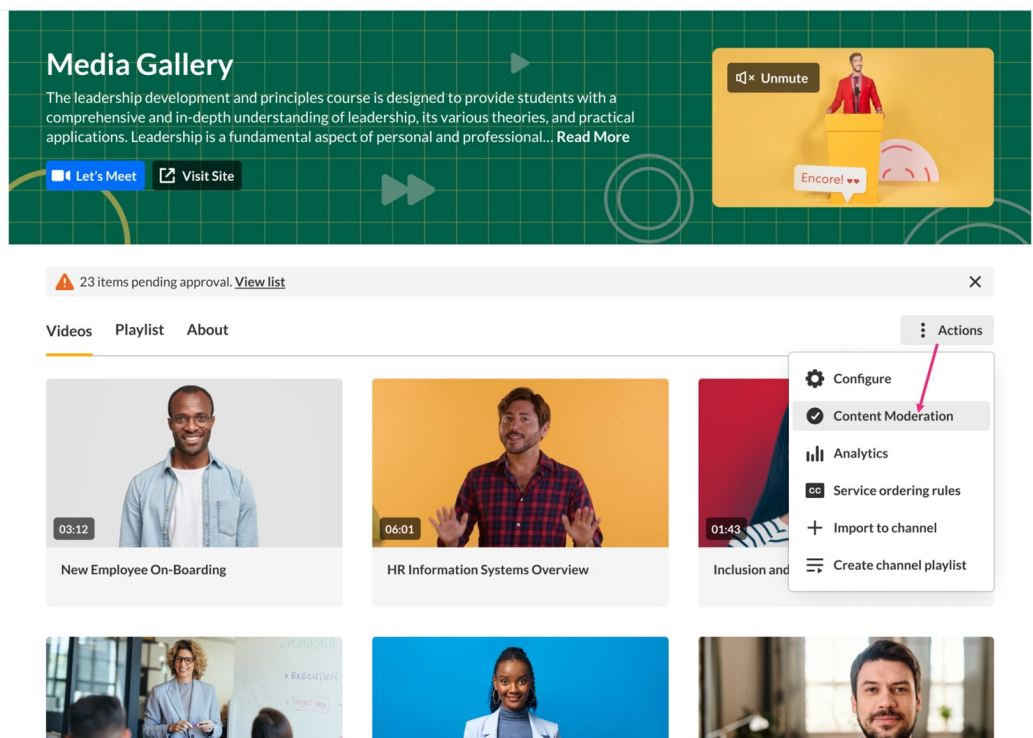 Media Gallery
The leadership development and principles course is designed to provide students with a
comprehensive and in-depth understanding of leadership, its various theories, and practical
applications. Leadership is a fundamental aspect of personal and professional... Read More
Let's Meet
Visit Site
Unmute
Encore!
23 items pending approval. View list
Videos
Playlist
About
Actions
Configure
Content Moderation
Analytics
CC
Service ordering rules
Import to channel
Create channel playlist
03:12
New Employee On-Boarding
06:01
HR Information Systems Overview
01:43
Inclusion and
PLANNING
EXECUTION